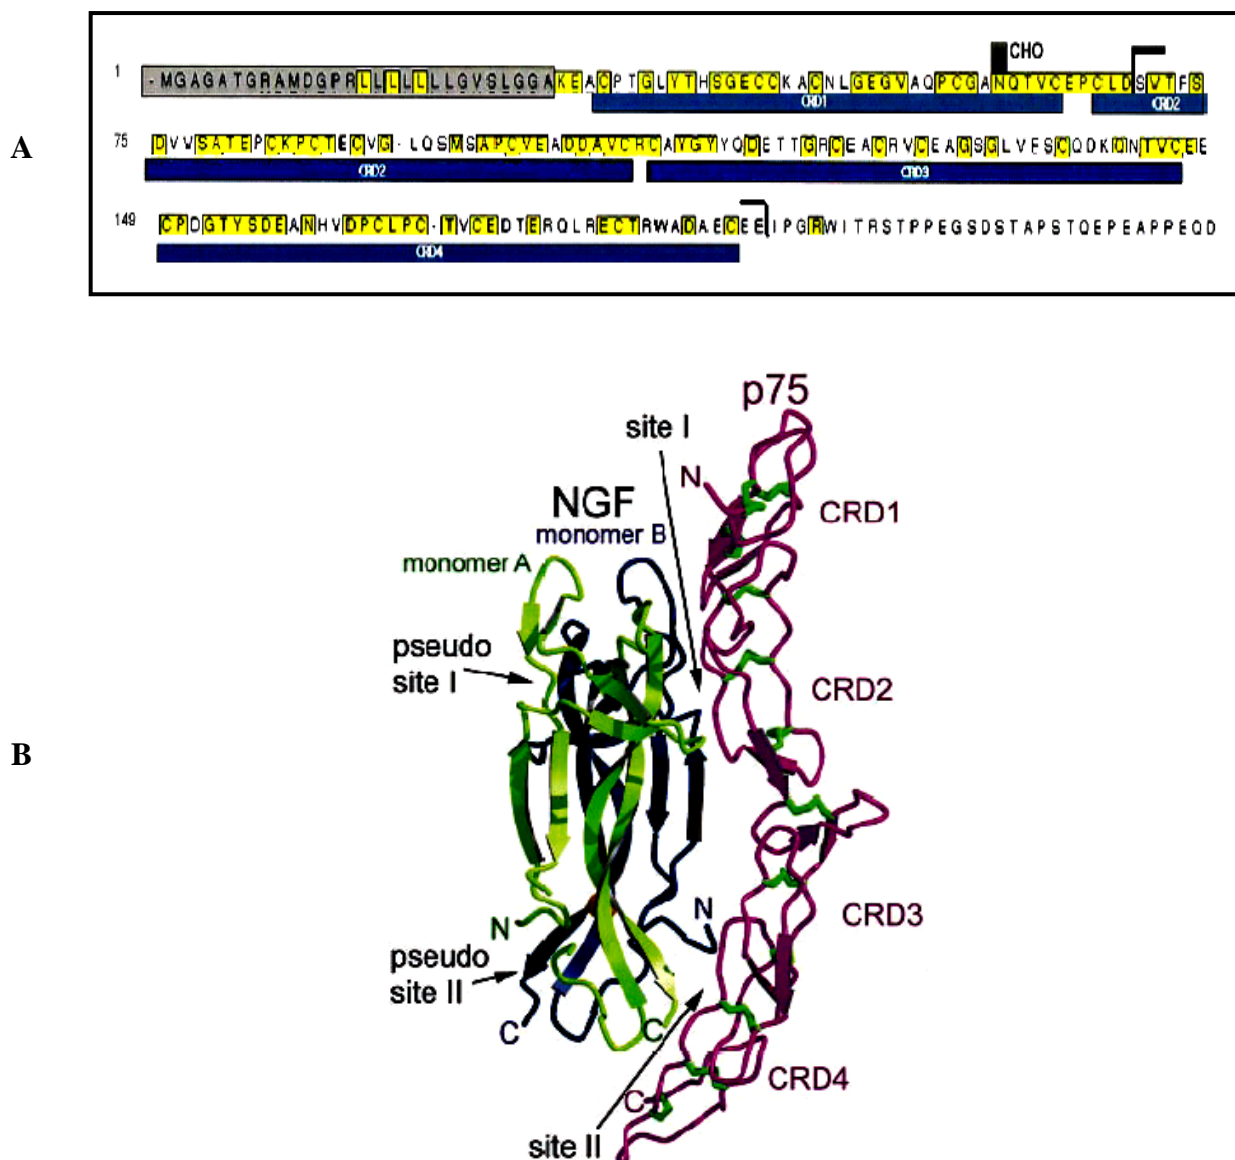 A
CHO
1
-MGAGATGRAMDGPRLLLLLLLGVSLGGAKEACPTGLYTHSGECCKACNLGEGVAQPCGANQTVCEPCLDSVTFS
CRD1
CRD2
75
DVVSATEPCKPCTECVG-LQSMSAPCVEADDAVCRCAYGYYQDETTGRCEACRVCEAGSGLVFSCQDKQNTVCEE
CRD2
CRD3
149
CPDGTYSDEANHVDPCLPC-TVCEDTERQLRECTRWADAECEEIPGRWITRSTPPEGSDSTAPSTQEPEAPPEQD
CRD4
B
p75
site I
N
NGF
CRD1
monomer B
monomer A
pseudo
site I
CRD2
N
N
CRD3
pseudo
site II
C
C
CRD4
C
site II